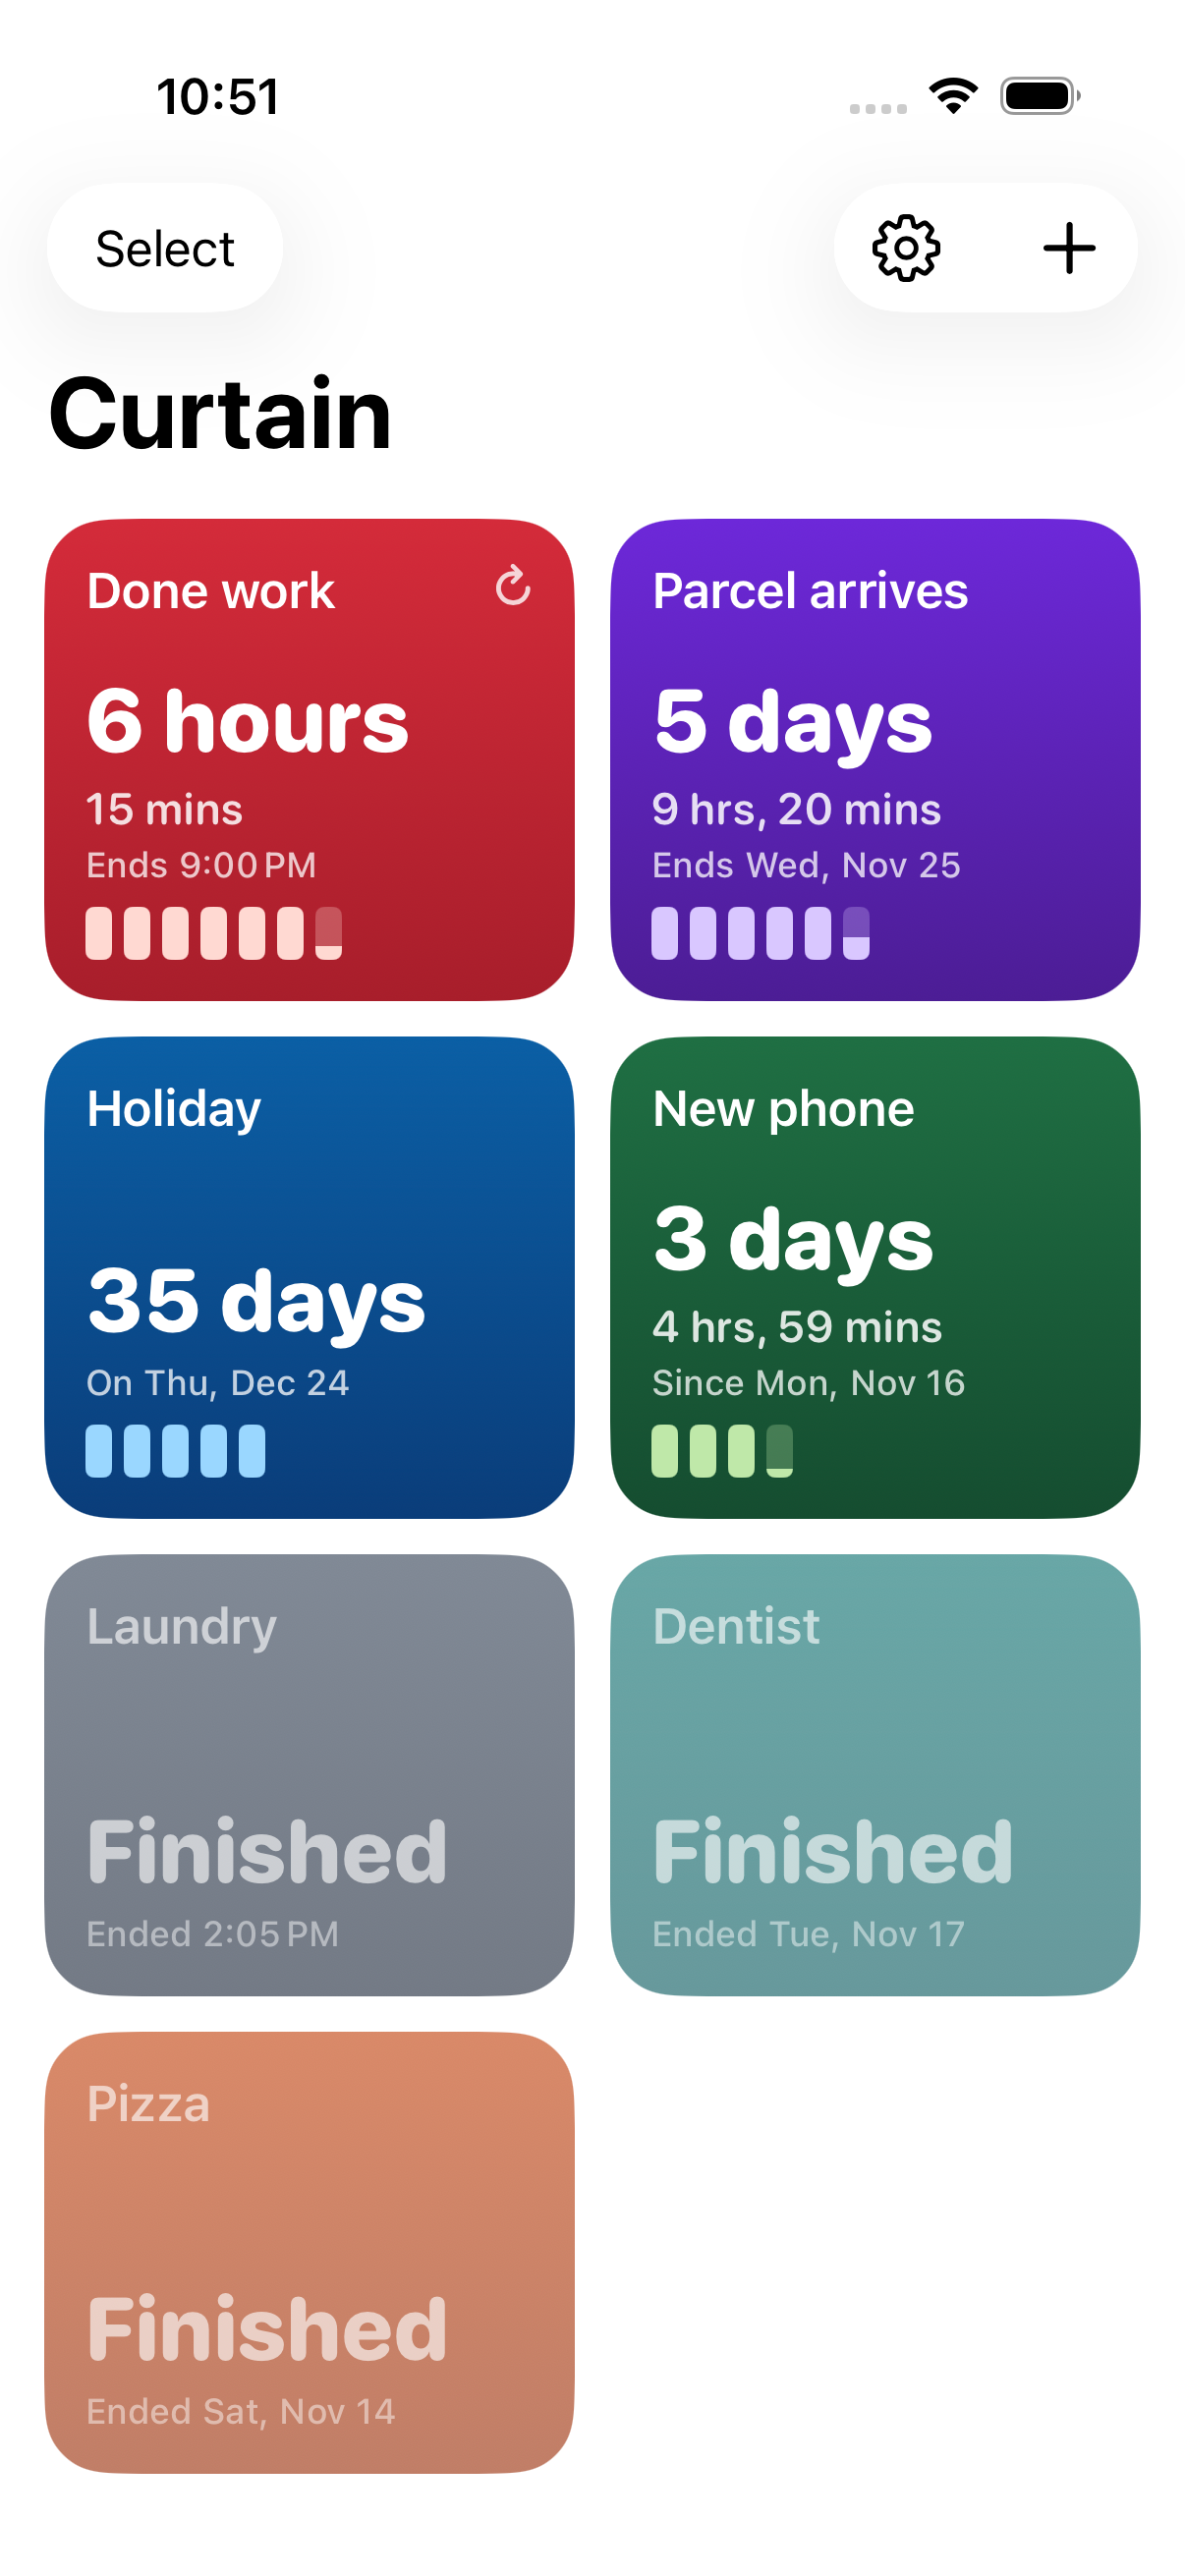 10:51
Select
Curtain
Done work
6 hours
15 mins
Ends 9:00 PM
Parcel arrives
5 days
9 hrs, 20 mins
Ends Wed, Nov 25
Holiday
35 days
On Thu, Dec 24
New phone
3 days
4 hrs, 59 mins
Since Mon, Nov 16
Laundry
Finished
Ended 2:05 PM
Dentist
Finished
Ended Tue, Nov 17
Pizza
Finished
Ended Sat, Nov 14